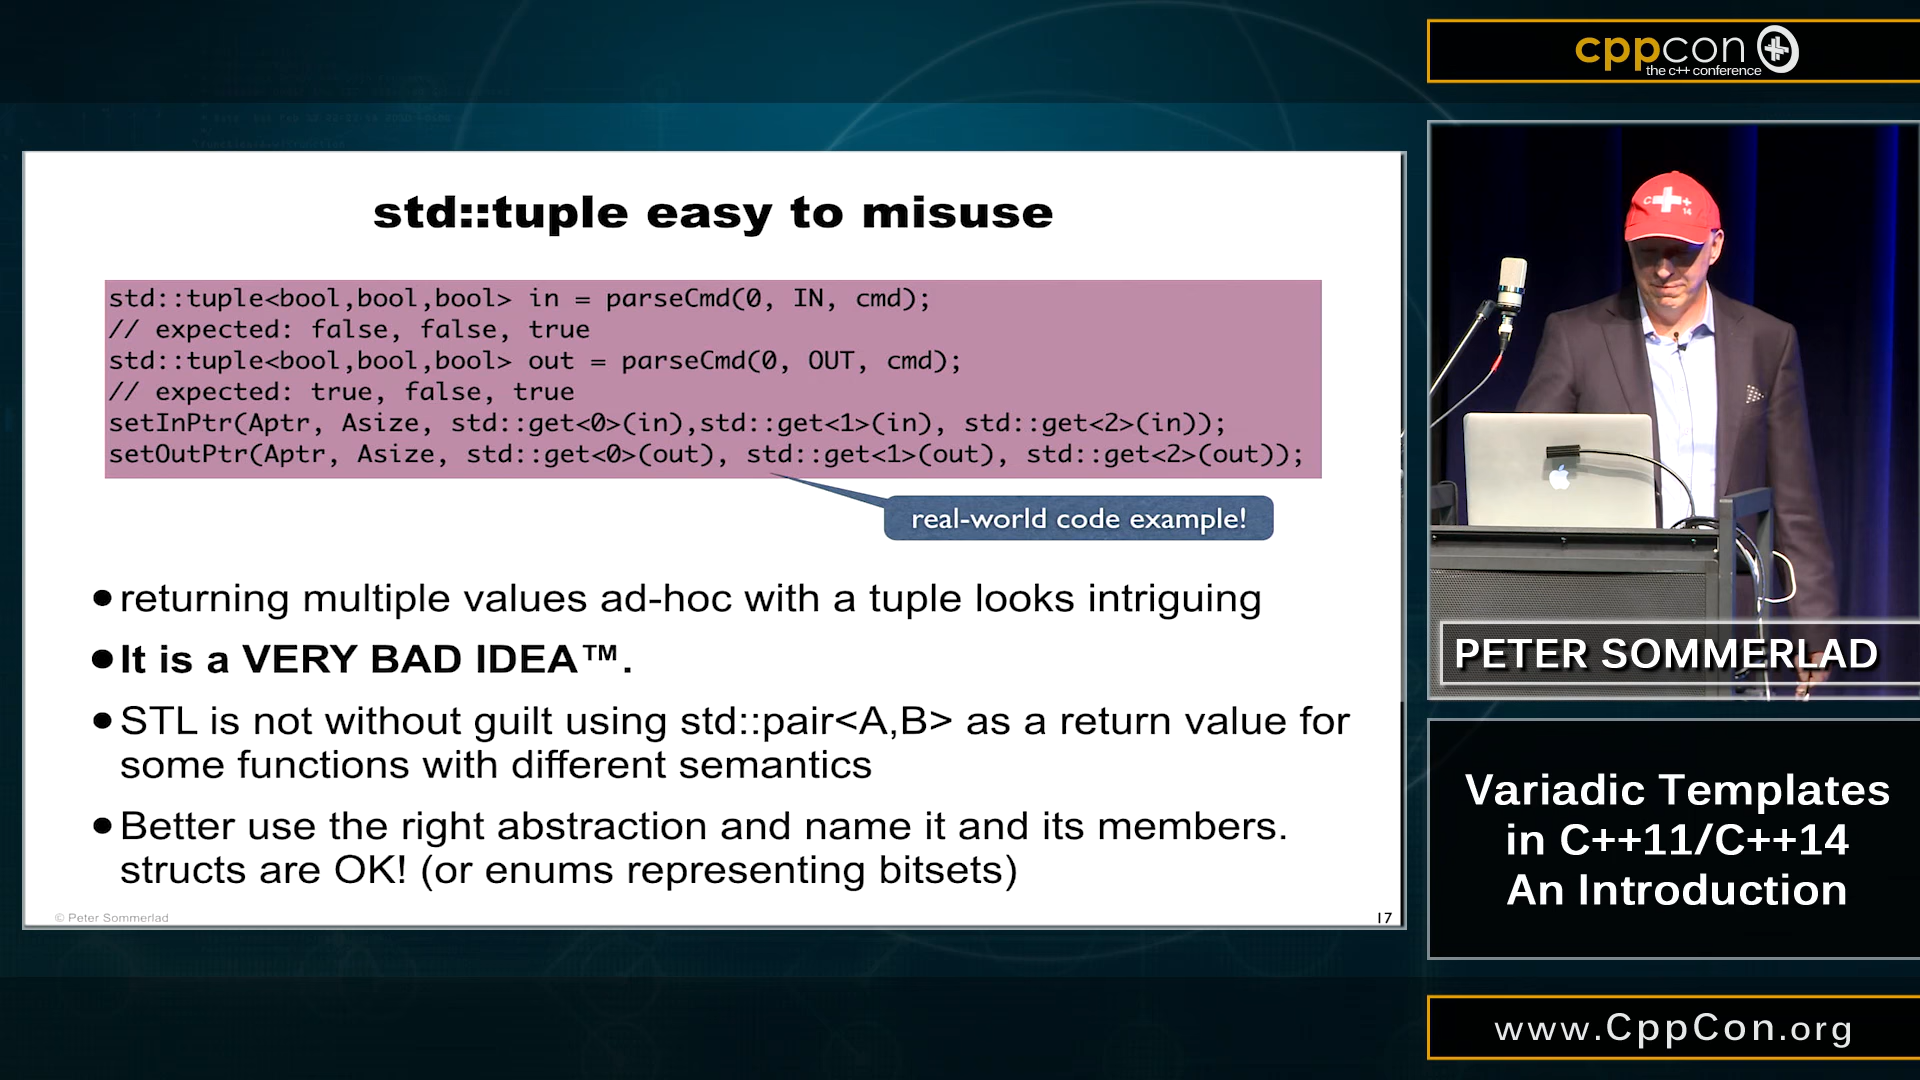 cppcon
the c++ conference
std::tuple easy to misuse
std::tuple<bool,bool,bool> in = parseCmd(0, IN, cmd);
// expected: false, false, true
std::tuple<bool,bool,bool> out = parseCmd(0, OUT, cmd);
// expected: true, false, true
setInPtr(Aptr, Asize, std::get<0>(in),std::get<1>(in), std::get<2>(in));
setOutPtr(Aptr, Asize, std::get<0>(out), std::get<1>(out), std::get<2>(out));
real-world code example!
●returning multiple values ad-hoc with a tuple looks intriguing
●It is a VERY BAD IDEA™.
●STL is not without guilt using std::pair<A,B> as a return value for
some functions with different semantics
●Better use the right abstraction and name it and its members.
structs are OK! (or enums representing bitsets)
© Peter Sommerlad
17
C++
14
PETER SOMMERLAD
Variadic Templates
in C++11/C++14
An Introduction
www.CppCon.org